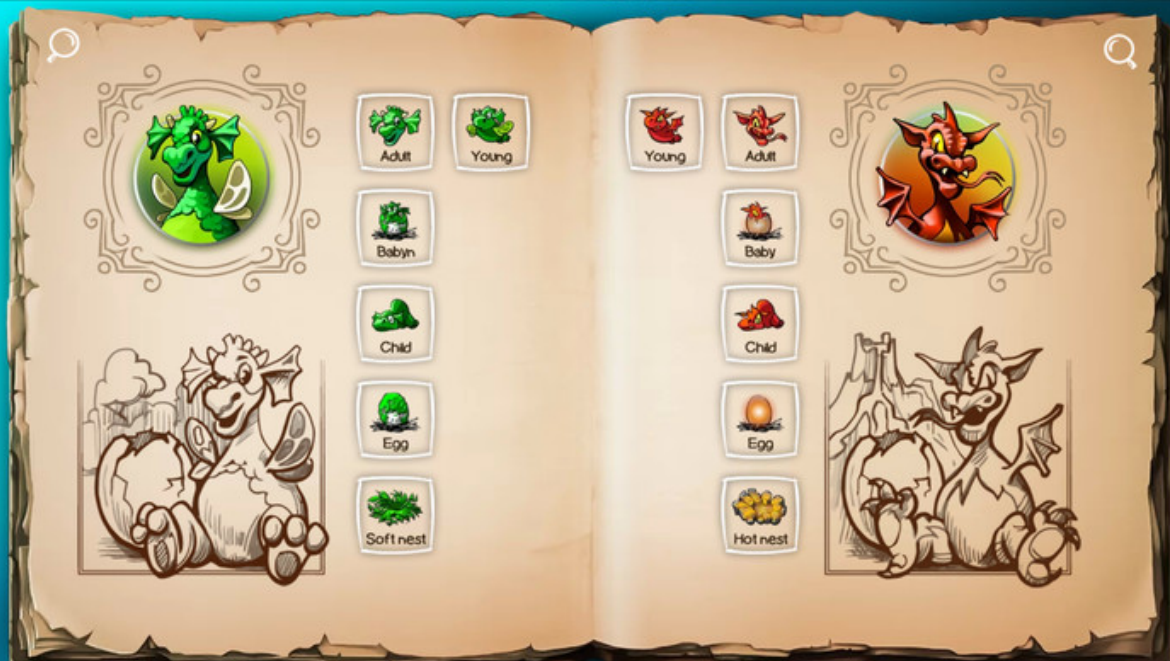 Adult
Young
Babyn
Child
Egg
Soft nest
Young
Adult
Baby
Child
Egg
Hot nest